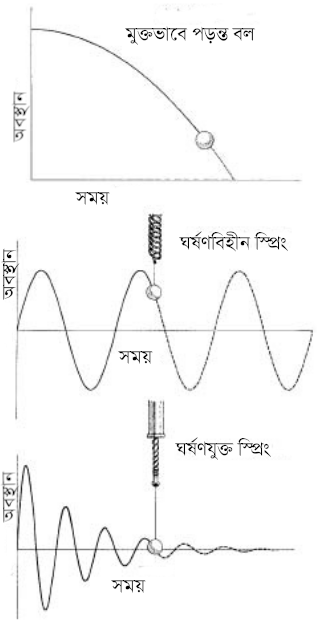 মুক্তভাবে পড়ন্ত বল
অবস্থান
সময়
ঘর্ষণবিহীন স্প্রিং
অবস্থান
সময়
ঘর্ষণযুক্ত স্প্রিং
অবস্থান
সময়